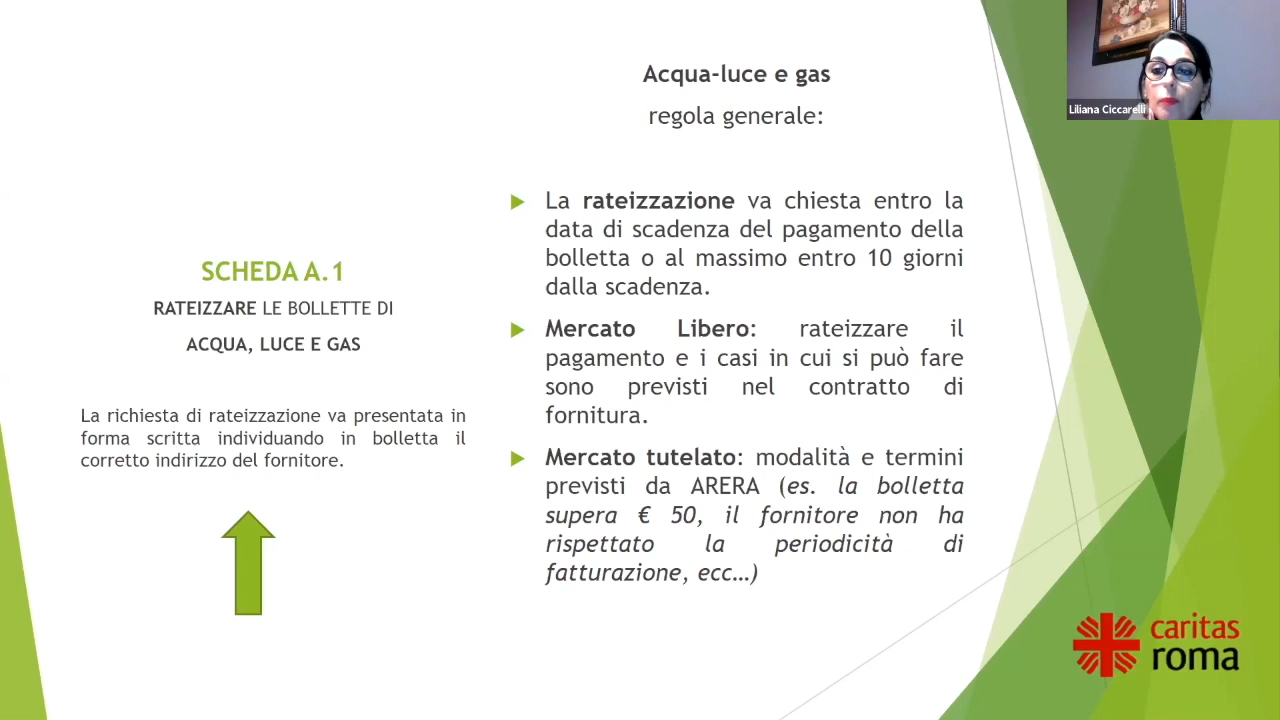 SCHEDA A.1
RATEIZZARE LE BOLLETTE DI
ACQUA, LUCE E GAS
La richiesta di rateizzazione va presentata in
forma scritta individuando in bolletta il
corretto indirizzo del fornitore.
Acqua-luce e gas
regola generale:
La rateizzazione va chiesta entro la
data di scadenza del pagamento della
bolletta o al massimo entro 10 giorni
dalla scadenza.
Mercato Libero: rateizzare il
pagamento e i casi in cui si può fare
sono previsti nel contratto di
fornitura.
Mercato tutelato: modalità e termini
previsti da ARERA (es. la bolletta
supera € 50, il fornitore non ha
rispettato la periodicità di
fatturazione, ecc…)
Liliana Ciccarelli
caritas
roma